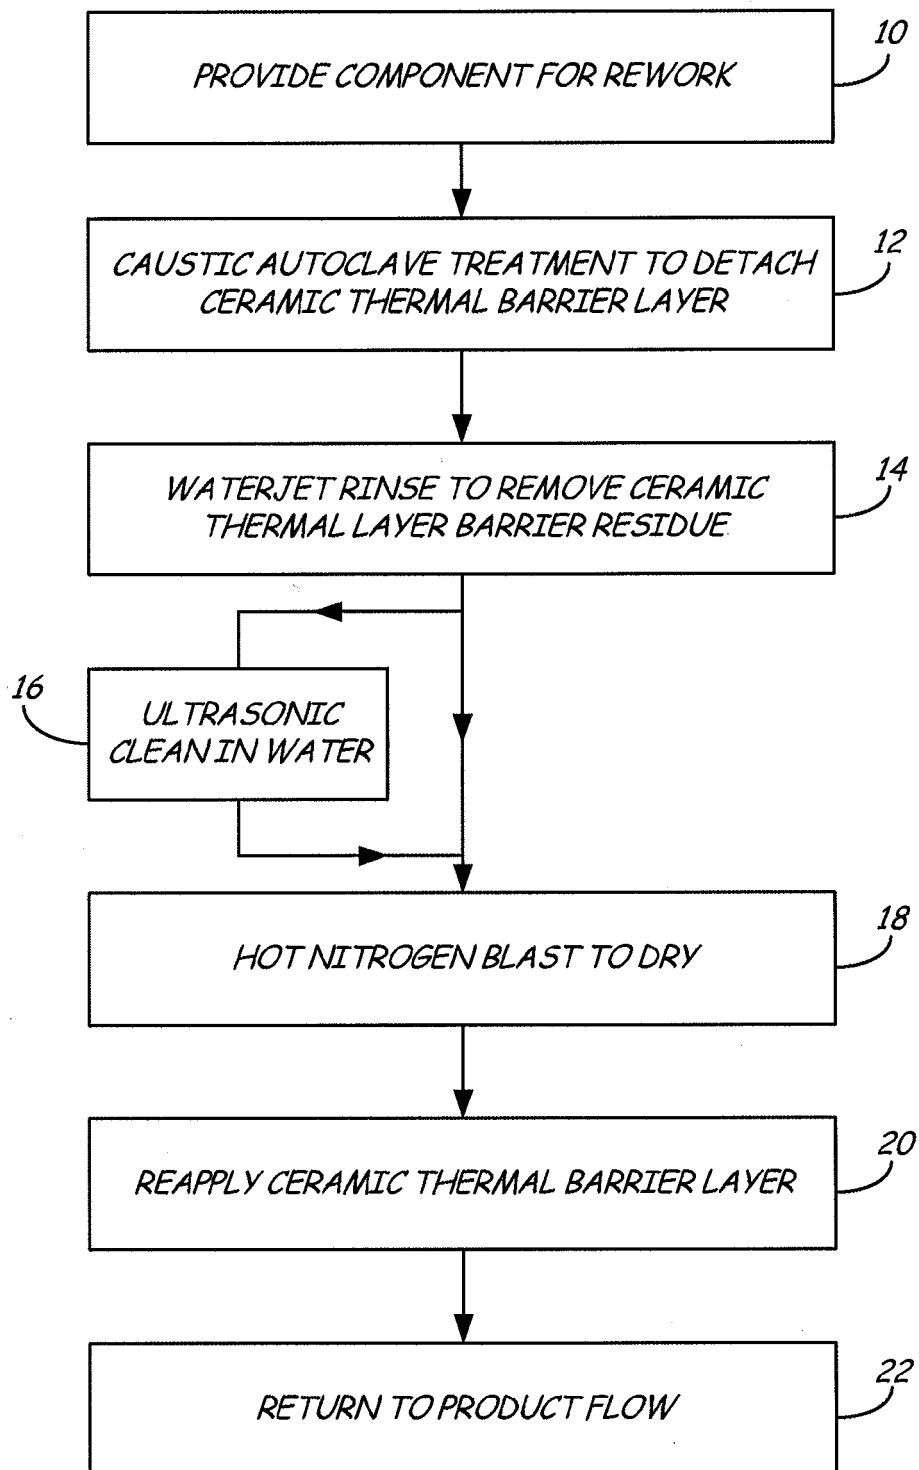 10
PROVIDE COMPONENT FOR REWORK
12
CAUSTIC AUTOCLAVE TREATMENT TO DETACH
CERAMIC THERMAL BARRIER LAYER
14
WATERJET RINSE TO REMOVE CERAMIC
THERMAL LAYER BARRIER RESIDUE
16
ULTRASONIC
CLEAN IN WATER
18
HOT NITROGEN BLAST TO DRY
20
REAPPLY CERAMIC THERMAL BARRIER LAYER
22
RETURN TO PRODUCT FLOW